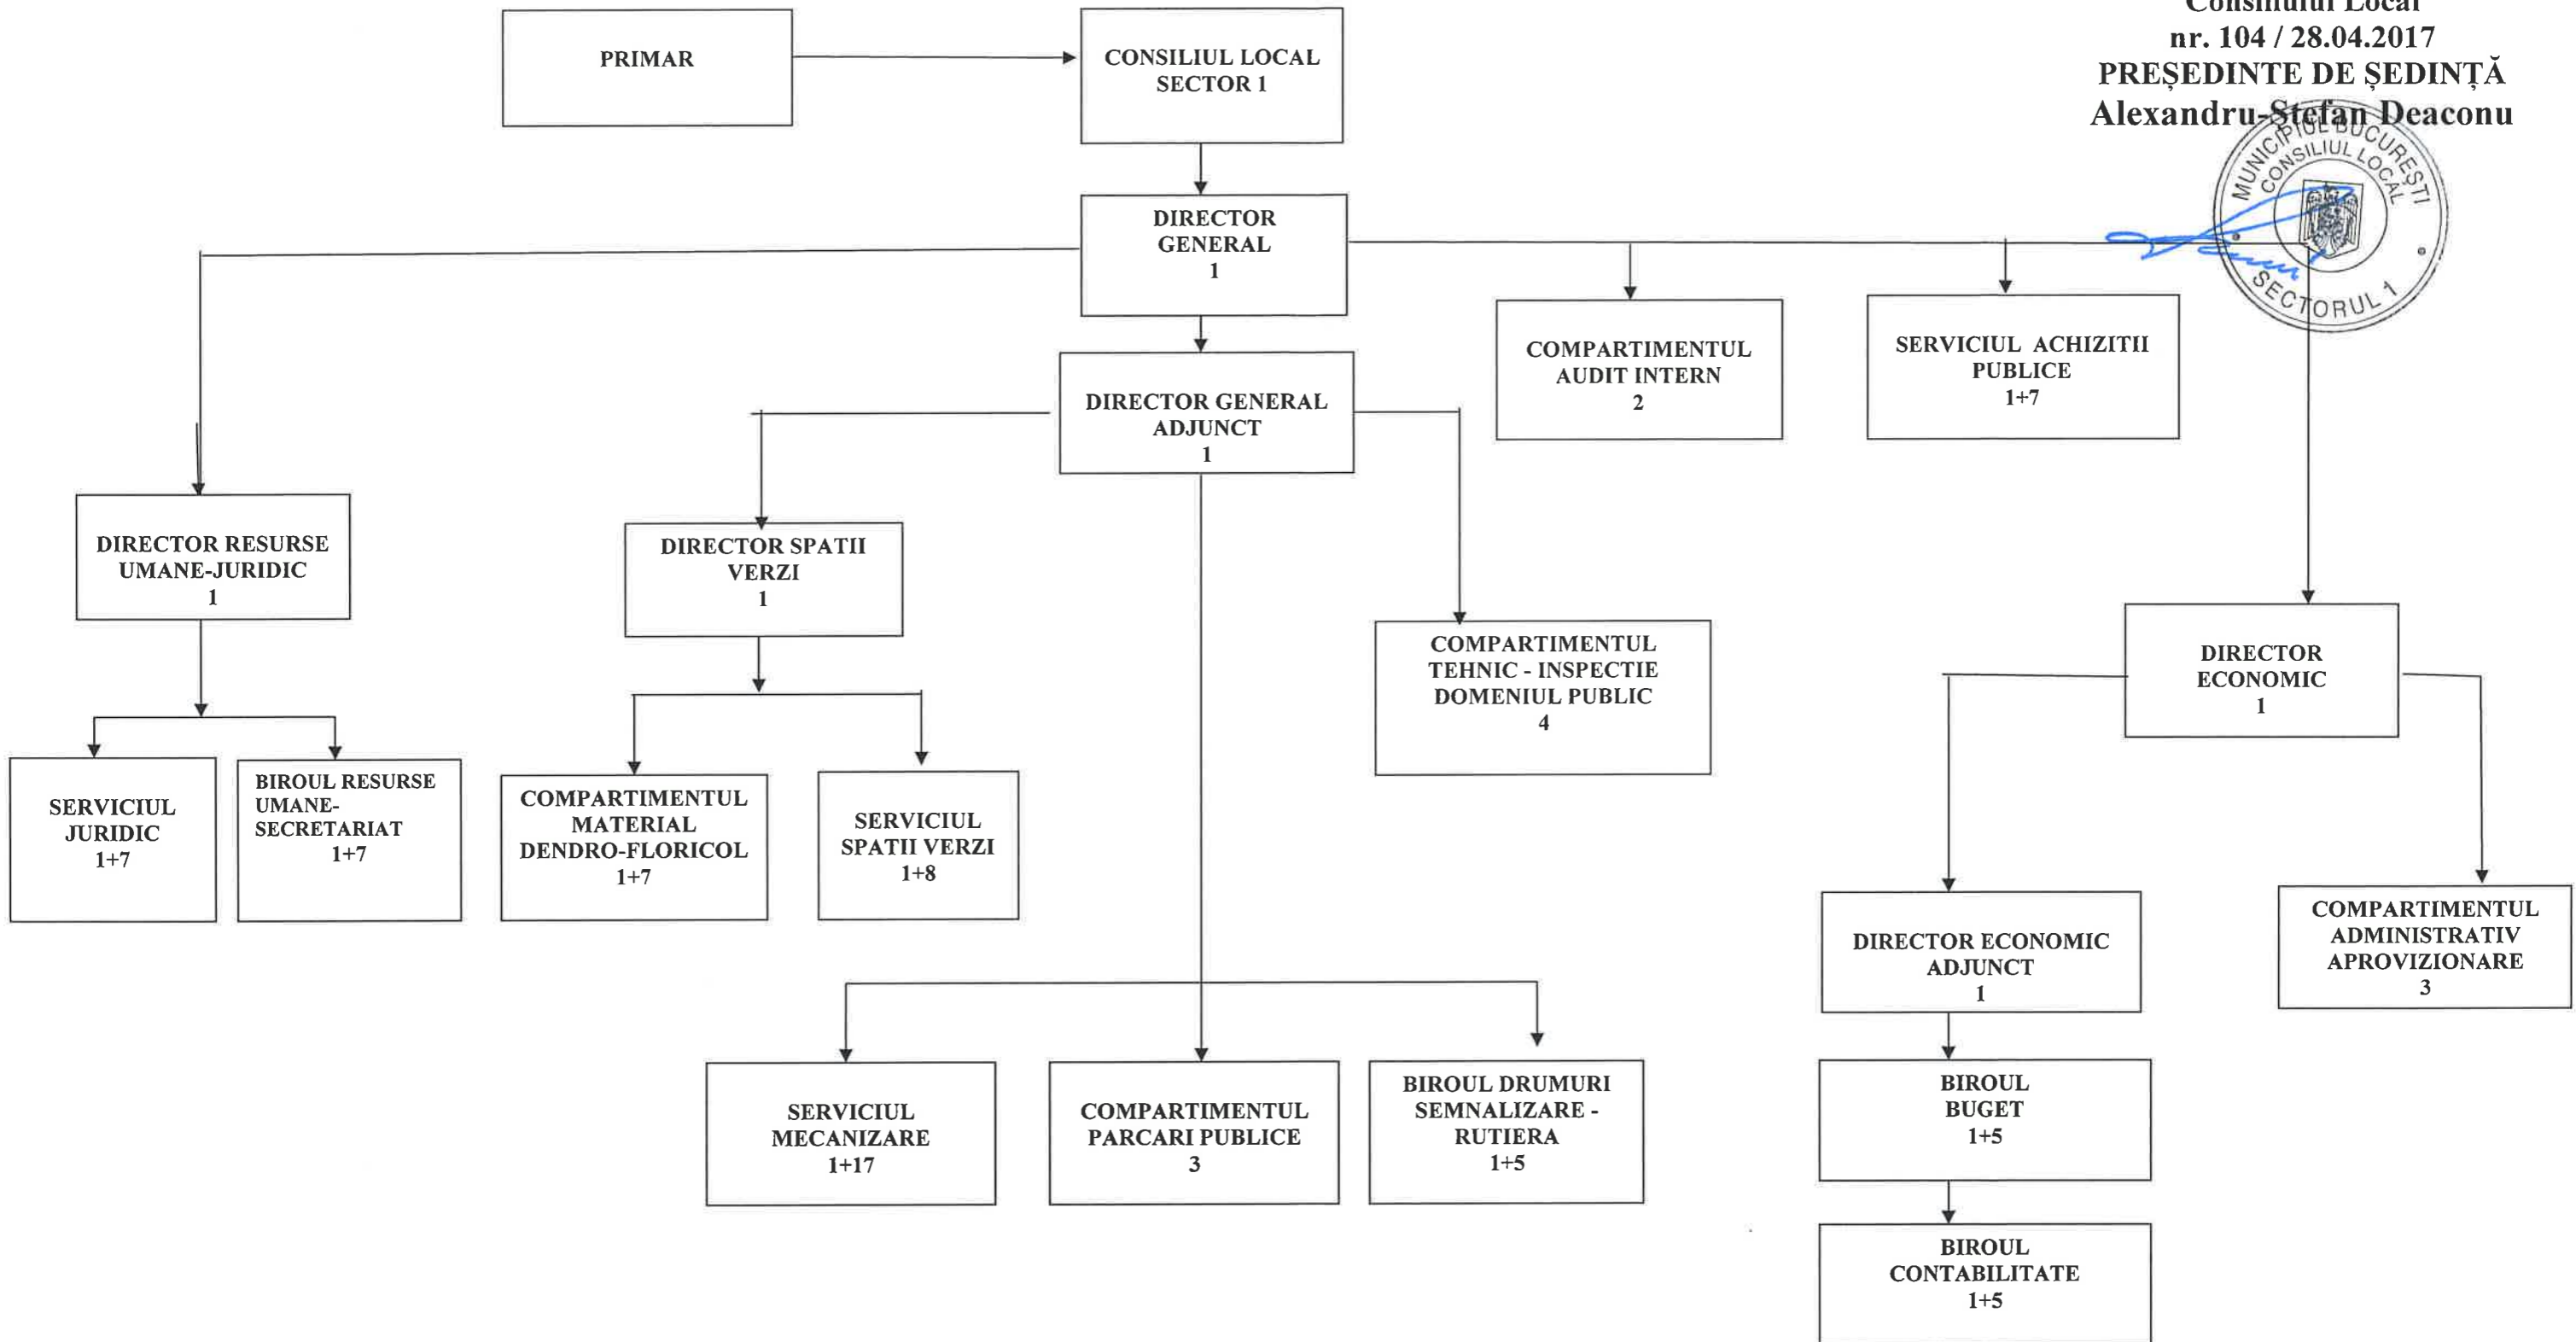 Consiliului Local
nr. 104 / 28.04.2017
PREȘEDINTE DE ȘEDINȚĂ
Alexandru-Ștefan Deaconu
MUNICIPIUL BUCUREȘTI
CONSILIUL LOCAL
SECTORUL 1
PRIMAR
CONSILIUL LOCAL
SECTOR 1
DIRECTOR
GENERAL
1
COMPARTIMENTUL
AUDIT INTERN
2
SERVICIUL ACHIZITII
PUBLICE
1+7
DIRECTOR GENERAL
ADJUNCT
1
DIRECTOR RESURSE
UMANE-JURIDIC
1
DIRECTOR SPATII
VERZI
1
COMPARTIMENTUL
TEHNIC - INSPECTIE
DOMENIUL PUBLIC
4
DIRECTOR
ECONOMIC
1
SERVICIUL
JURIDIC
1+7
BIROUL RESURSE
UMANE-
SECRETARIAT
1+7
COMPARTIMENTUL
MATERIAL
DENDRO-FLORICOL
1+7
SERVICIUL
SPATII VERZI
1+8
DIRECTOR ECONOMIC
ADJUNCT
1
COMPARTIMENTUL
ADMINISTRATIV
APROVIZIONARE
3
SERVICIUL
MECANIZARE
1+17
COMPARTIMENTUL
PARCARI PUBLICE
3
BIROUL DRUMURI
SEMNALIZARE -
RUTIERA
1+5
BIROUL
BUGET
1+5
BIROUL
CONTABILITATE
1+5